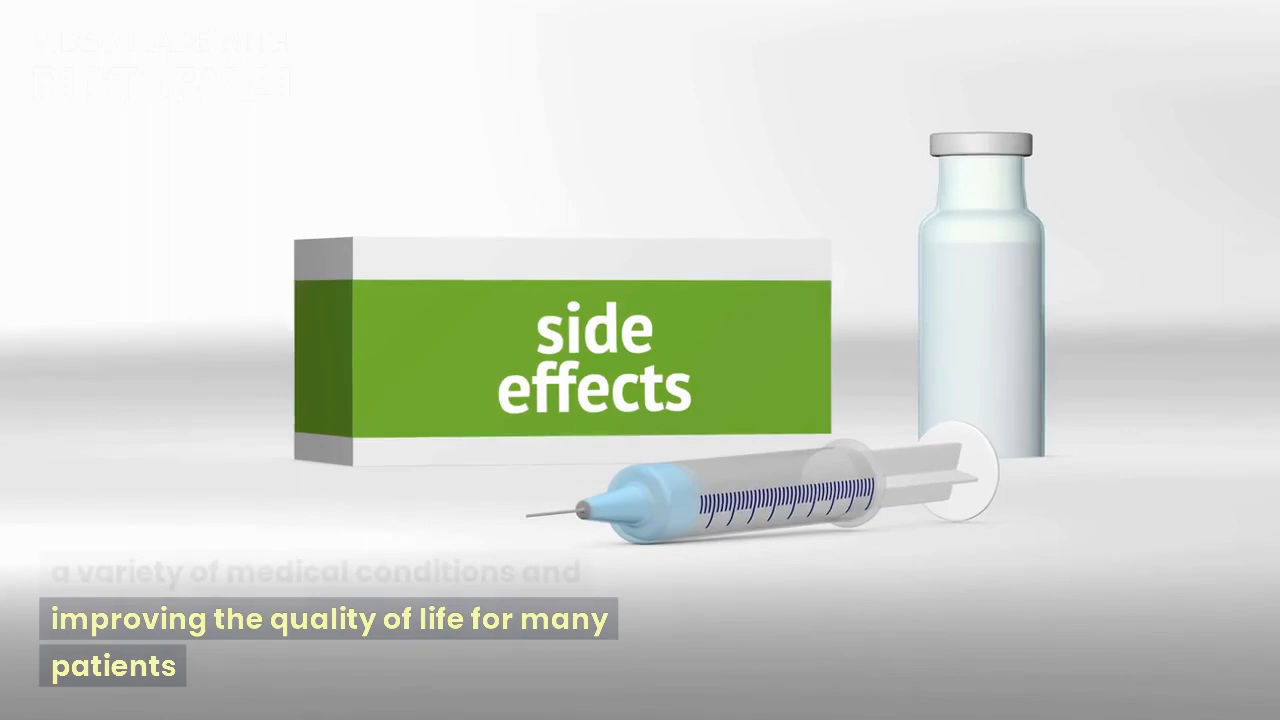 side
effects
a variety of medical conditions and
improving the quality of life for many
patients